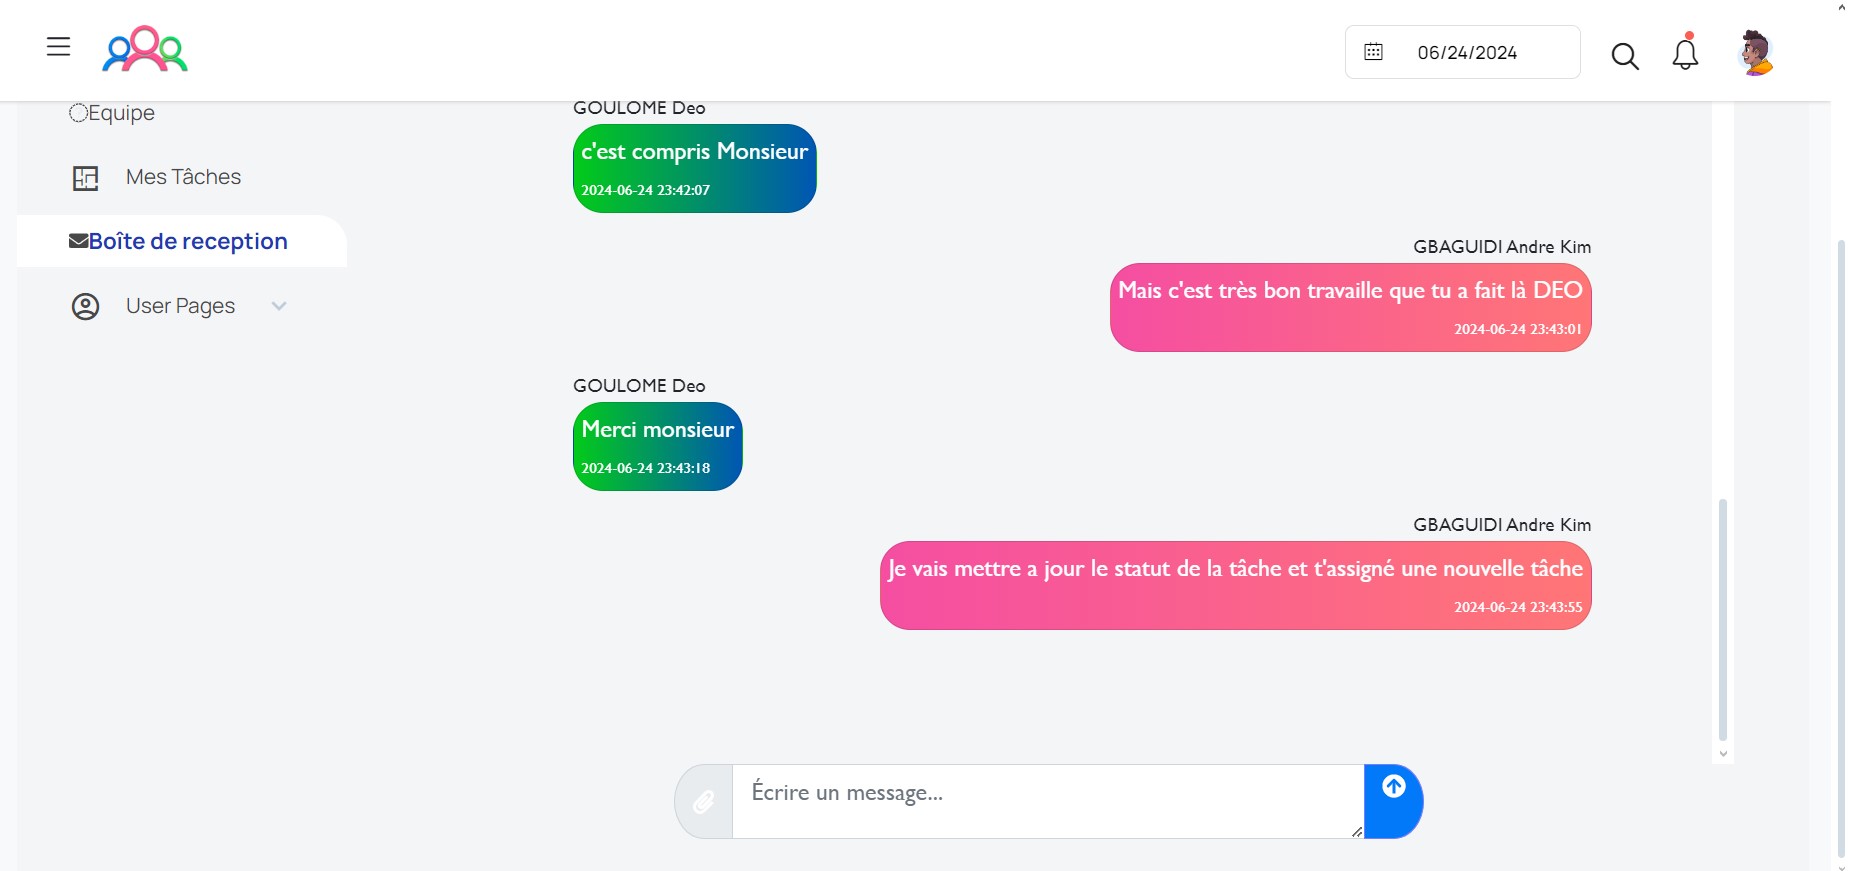 06/24/2024
Equipe
Mes Tâches
Boîte de reception
User Pages
GOULOME Deo
c'est compris Monsieur
2024-06-24 23:42:07
GBAGUIDI Andre Kim
Mais c'est très bon travaille que tu a fait là DEO
2024-06-24 23:43:01
GOULOME Deo
Merci monsieur
2024-06-24 23:43:18
GBAGUIDI Andre Kim
Je vais mettre a jour le statut de la tâche et t'assigné une nouvelle tâche
2024-06-24 23:43:55
Écrire un message...